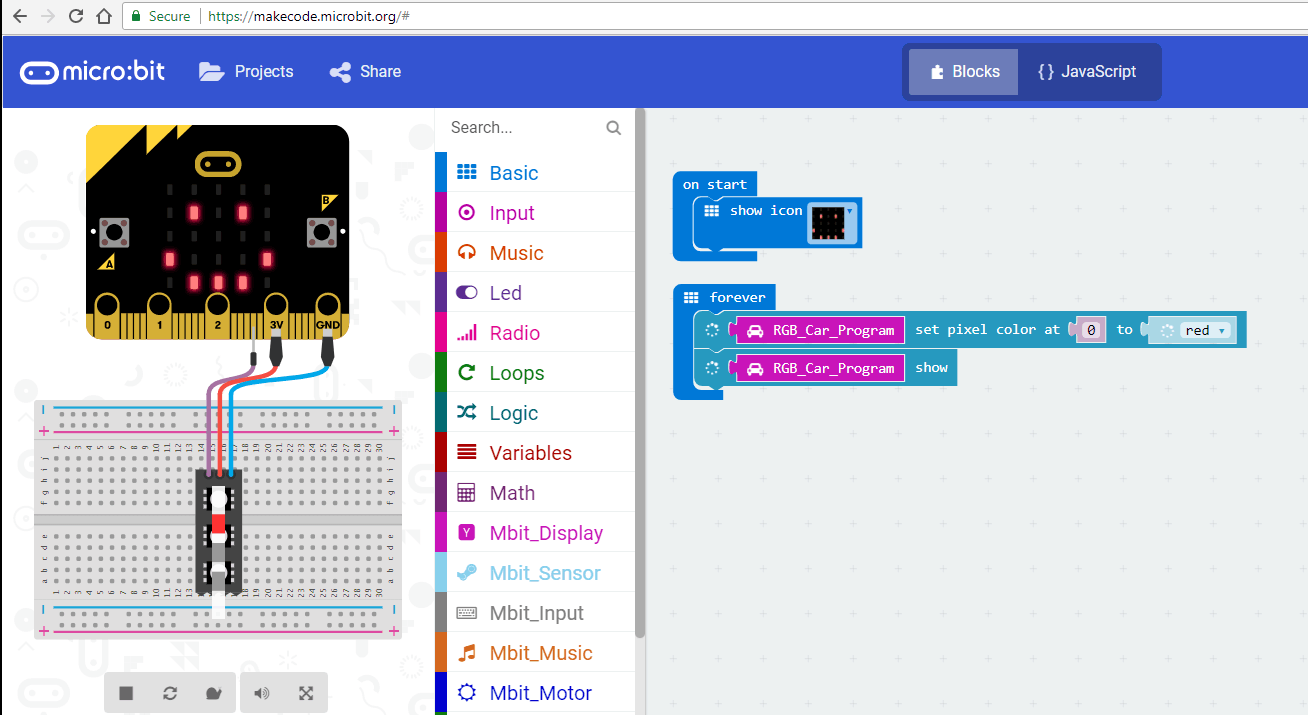 Secure https://makecode.microbit.org/#
micro:bit Projects Share Blocks {} JavaScript
Search...
Basic
Input
Music
Led
Radio
Loops
Logic
Variables
Math
Mbit_Display
Mbit_Sensor
Mbit_Input
Mbit_Music
Mbit_Motor
B
A
0 1 2 3V GND
on start
show icon
forever
RGB_Car_Program set pixel color at 0 to red
RGB_Car_Program show